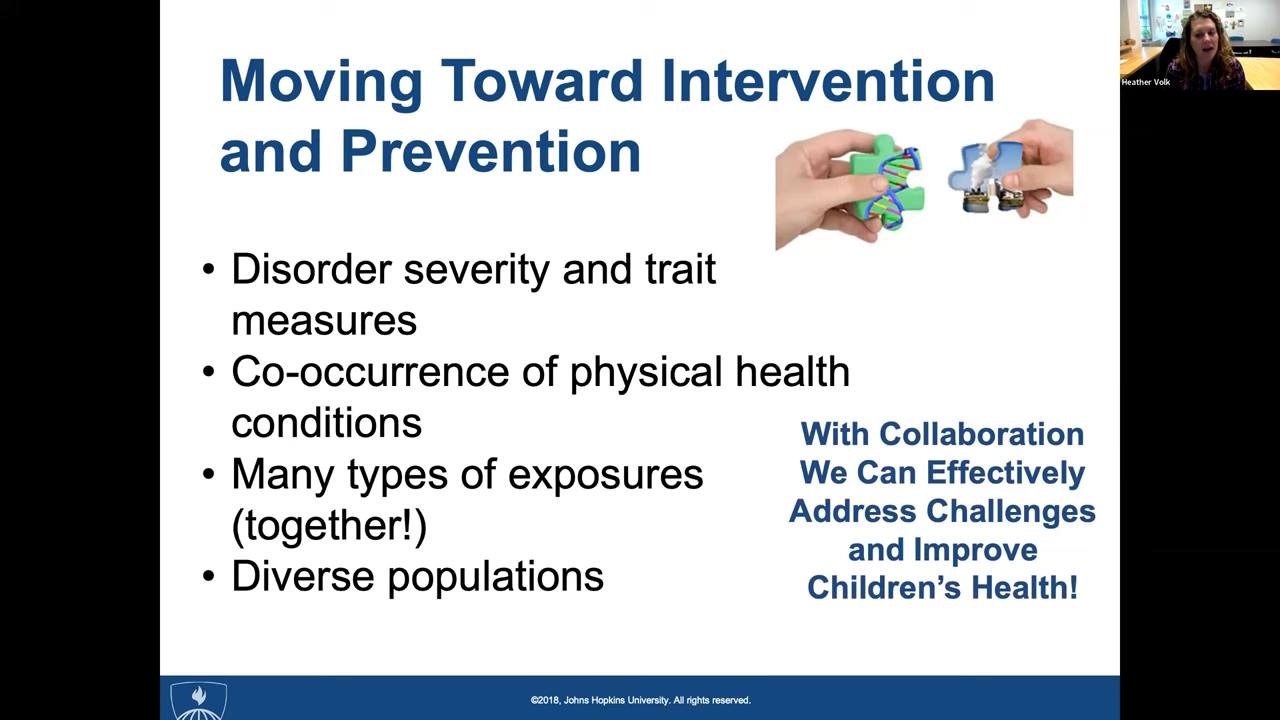 Moving Toward Intervention
and Prevention
• Disorder severity and trait
measures
• Co-occurrence of physical health
conditions
• Many types of exposures
(together!)
• Diverse populations
With Collaboration
We Can Effectively
Address Challenges
and Improve
Children’s Health!
©2018, Johns Hopkins University. All rights reserved.
Heather Volk